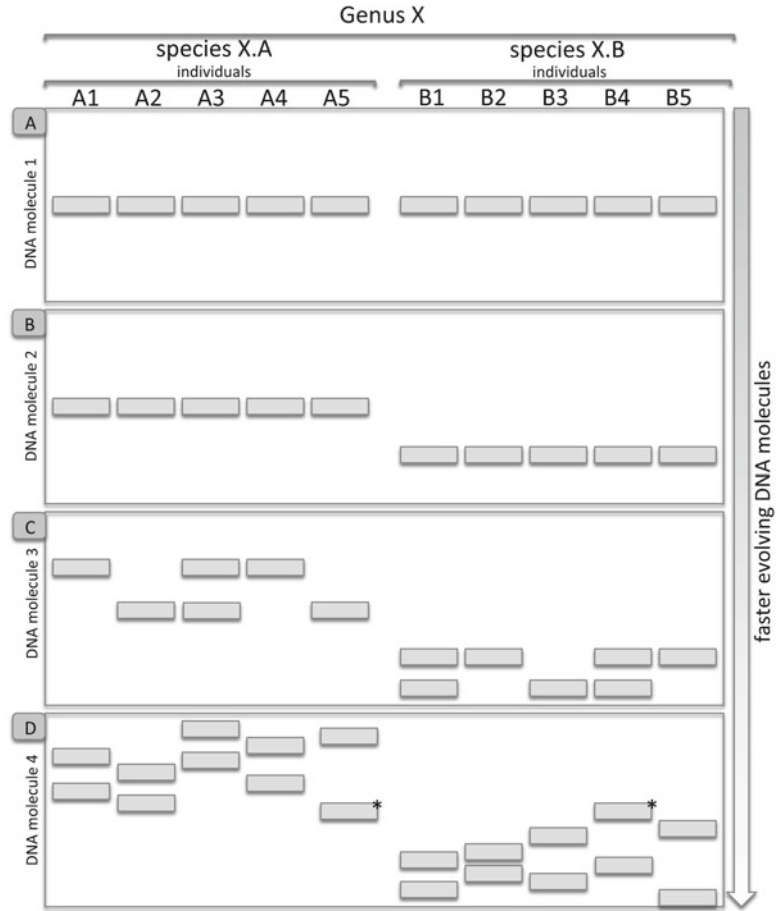 Genus X
species X.A
species X.B
individuals
individuals
A1 A2 A3 A4 A5
B1 B2 B3 B4 B5
A
DNA molecule 1
B
DNA molecule 2
C
DNA molecule 3
D
DNA molecule 4
*
*
faster evolving DNA molecules